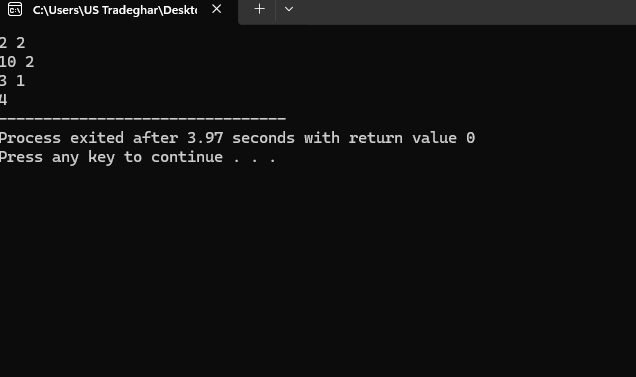 C:\Users\US Tradeghar\Deskt
2 2
10 2
3 1
4
--------------------------------
Process exited after 3.97 seconds with return value 0
Press any key to continue . . .